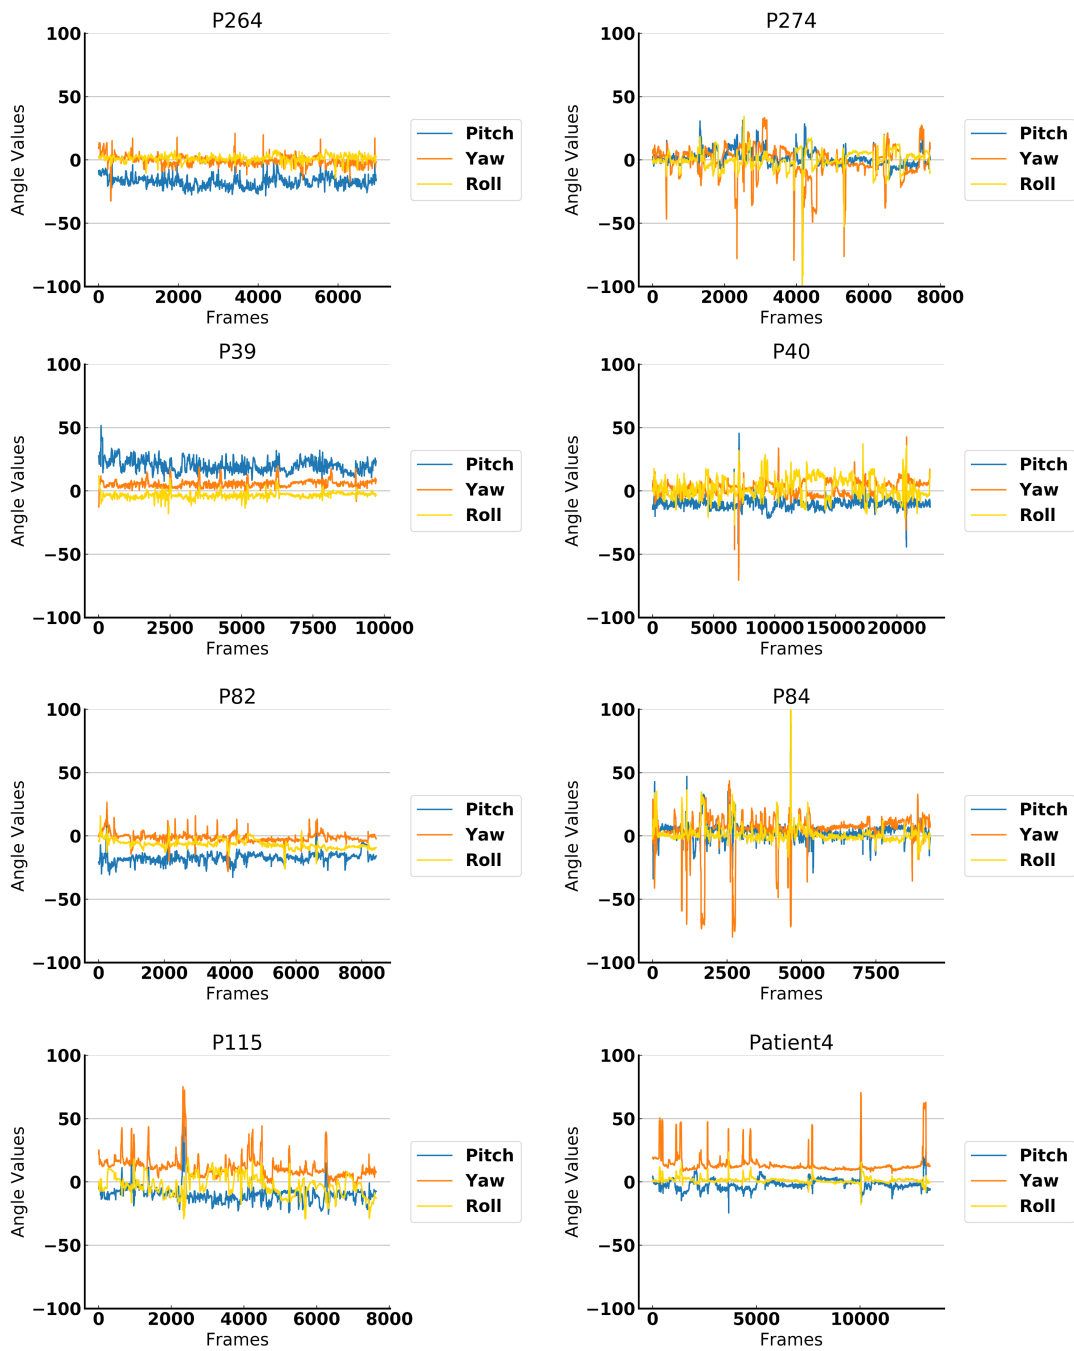 P264
100
50
0
−50
−100
Angle Values
0 2000 4000 6000
Frames
Pitch
Yaw
Roll
P274
100
50
0
−50
−100
Angle Values
0 2000 4000 6000 8000
Frames
Pitch
Yaw
Roll
P39
100
50
0
−50
−100
Angle Values
0 2500 5000 7500 10000
Frames
Pitch
Yaw
Roll
P40
100
50
0
−50
−100
Angle Values
0 5000 10000 15000 20000
Frames
Pitch
Yaw
Roll
P82
100
50
0
−50
−100
Angle Values
0 2000 4000 6000 8000
Frames
Pitch
Yaw
Roll
P84
100
50
0
−50
−100
Angle Values
0 2500 5000 7500
Frames
Pitch
Yaw
Roll
P115
100
50
0
−50
−100
Angle Values
0 2000 4000 6000 8000
Frames
Pitch
Yaw
Roll
Patient4
100
50
0
−50
−100
Angle Values
0 5000 10000
Frames
Pitch
Yaw
Roll